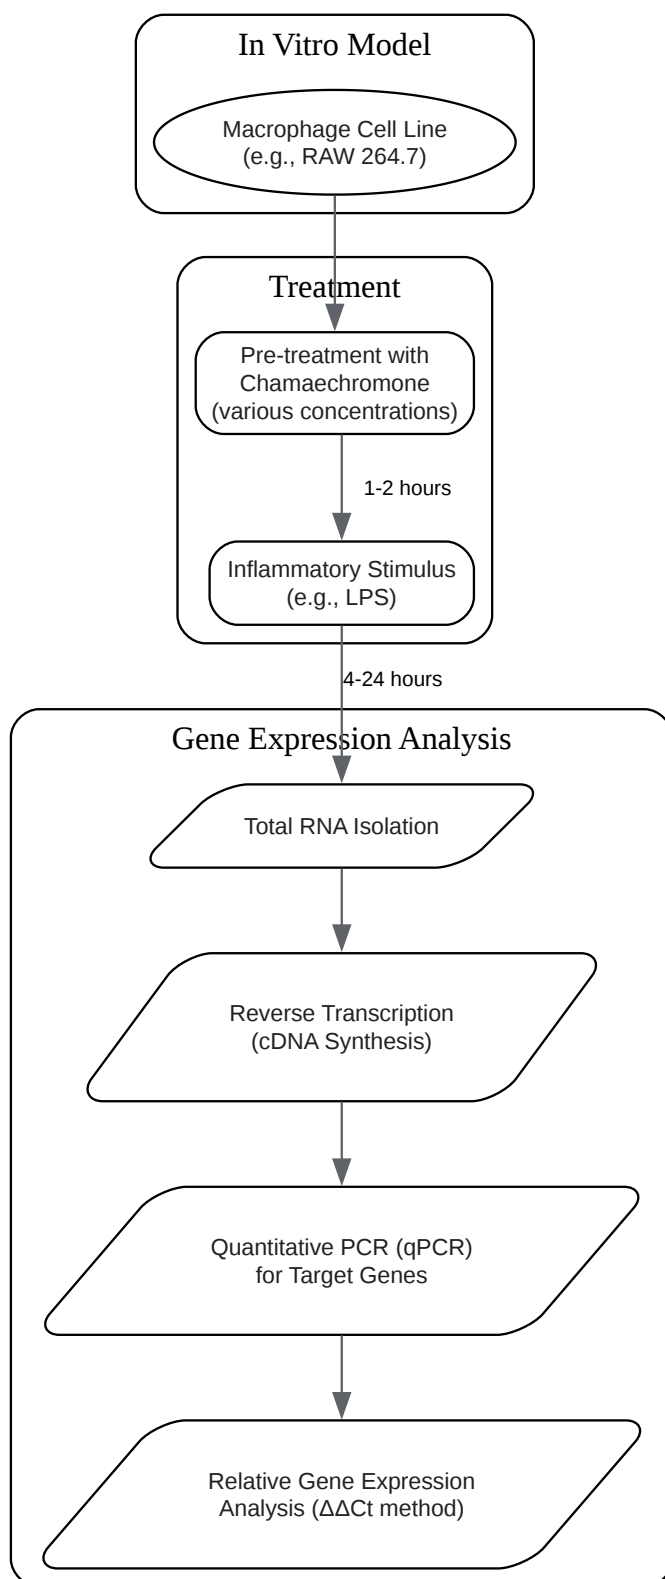 In Vitro Model
Macrophage Cell Line
(e.g., RAW 264.7)
Treatment
Pre-treatment with
Chamaechromone
(various concentrations)
1-2 hours
Inflammatory Stimulus
(e.g., LPS)
4-24 hours
Gene Expression Analysis
Total RNA Isolation
Reverse Transcription
(cDNA Synthesis)
Quantitative PCR (qPCR)
for Target Genes
Relative Gene Expression
Analysis (ΔΔCt method)